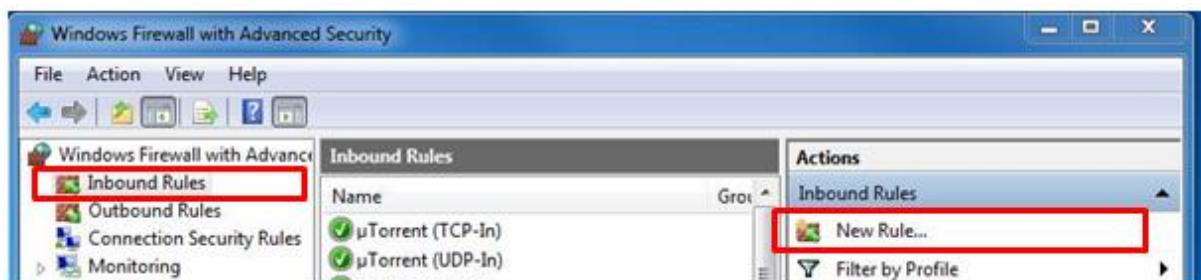 Windows Firewall with Advanced Security
File Action View Help
Windows Firewall with Advance
Inbound Rules
Outbound Rules
Connection Security Rules
Monitoring
Inbound Rules
Name Grou
µTorrent (TCP-In)
µTorrent (UDP-In)
Actions
Inbound Rules
New Rule...
Filter by Profile